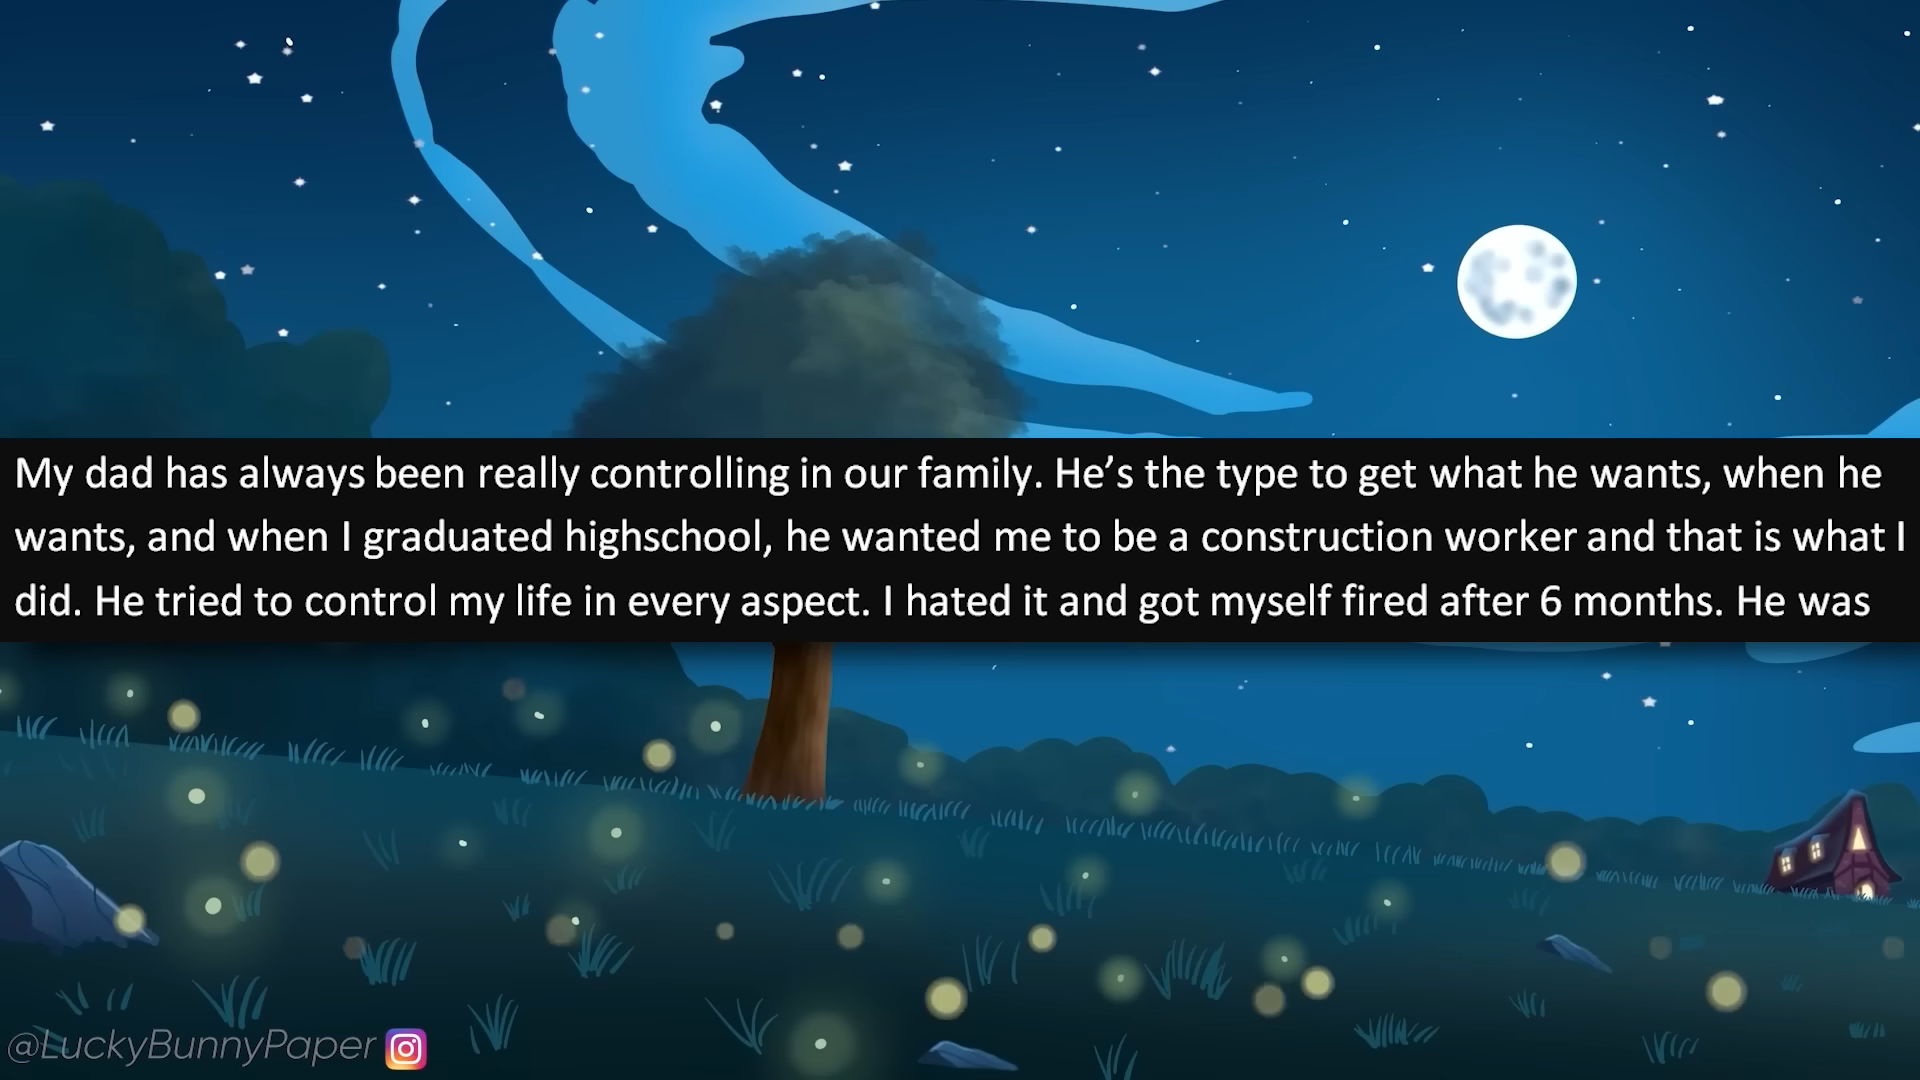 My dad has always been really controlling in our family. He’s the type to get what he wants, when he
wants, and when I graduated highschool, he wanted me to be a construction worker and that is what I
did. He tried to control my life in every aspect. I hated it and got myself fired after 6 months. He was
@LuckyBunnyPaper